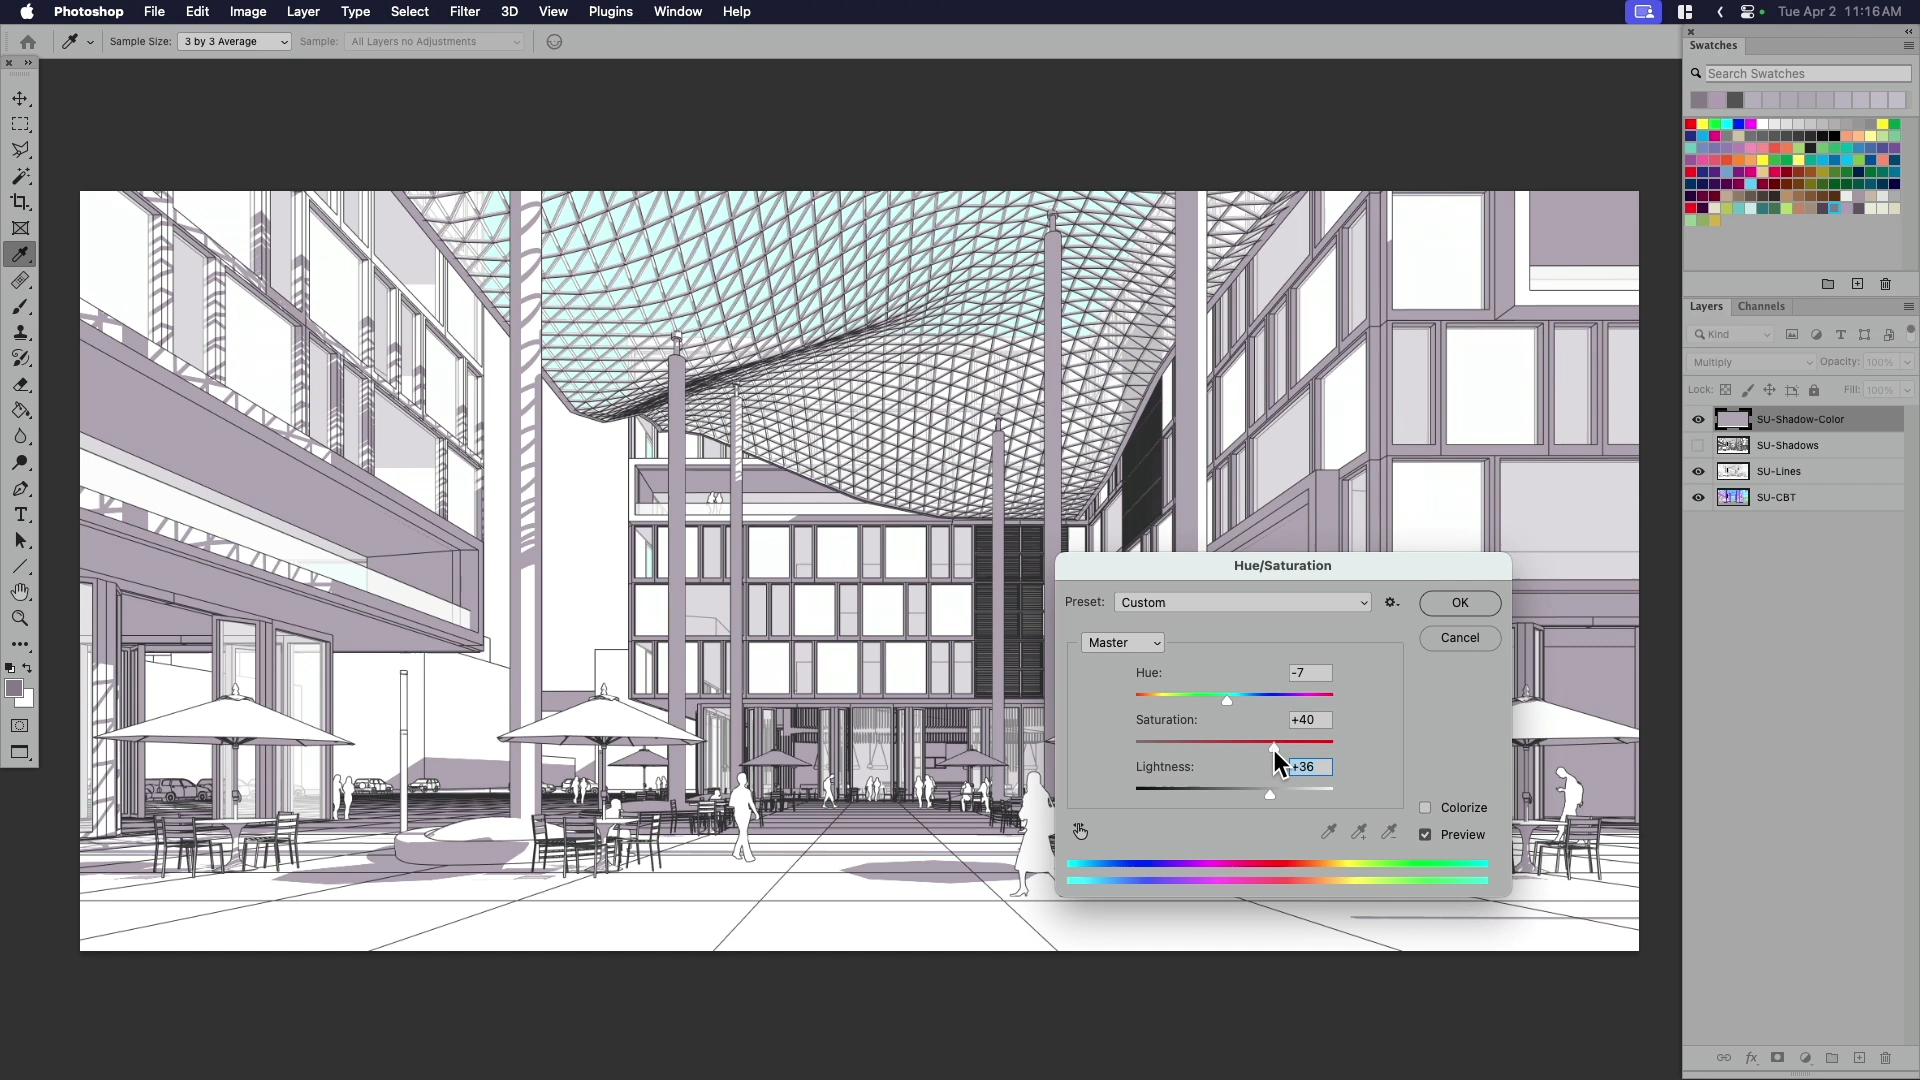 Photoshop File Edit Image Layer Type Select Filter 3D View Plugins Window Help Tue Apr 2 11:16 AM
Sample Size: 3 by 3 Average Sample: All Layers no Adjustments
Swatches
Search Swatches
Layers Channels
Kind
Multiply Opacity: 100%
Lock: Fill: 100%
SU-Shadow-Color
SU-Shadows
SU-Lines
SU-CBT
Hue/Saturation
Preset: Custom OK
Master Cancel
Hue: -7
Saturation: +40
Lightness: +36
Colorize
Preview